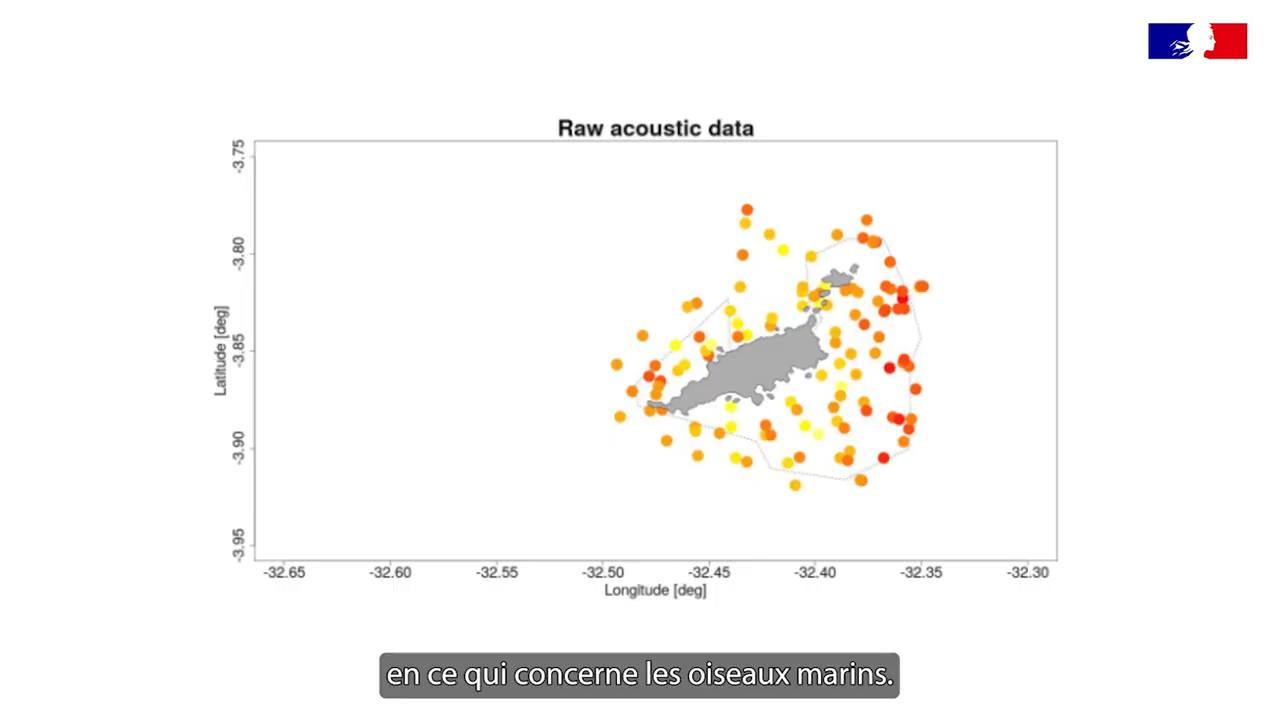 Raw acoustic data
-3.75
-3.80
-3.85
-3.90
-3.95
Latitude [deg]
-32.65 -32.60 -32.55 -32.50 -32.45 -32.40 -32.35 -32.30
Longitude [deg]
en ce qui concerne les oiseaux marins.